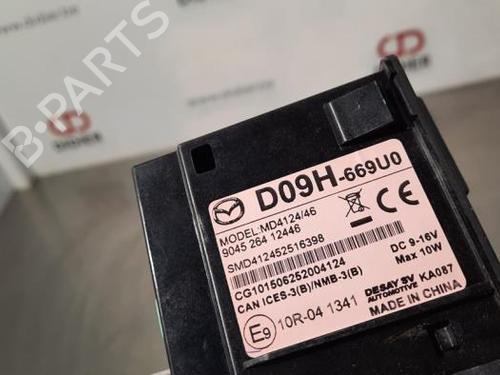 D09H-669U0
MODEL:MD4124/46
9045 264 12446
SMD412452516398
CG101506252004124
CAN ICES-3(B)/NMB-3(B)
DC 9-16V
Max 10W
E9 10R-04 1341
DESAY SV
AUTOMOTIVE
KA087
MADE IN CHINA
B-PARTS